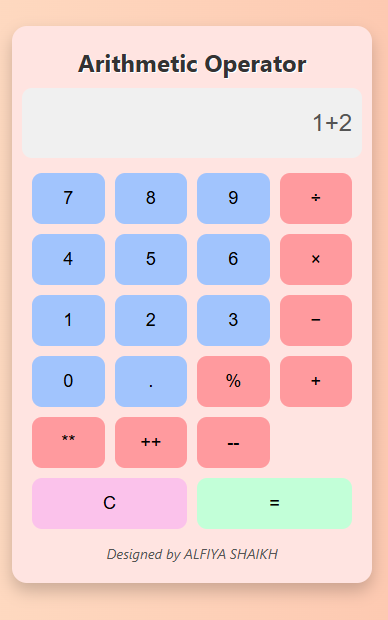 Arithmetic Operator
1+2
7 8 9 ÷
4 5 6 ×
1 2 3 −
0 . % +
** ++ --
C =
Designed by ALFIYA SHAIKH